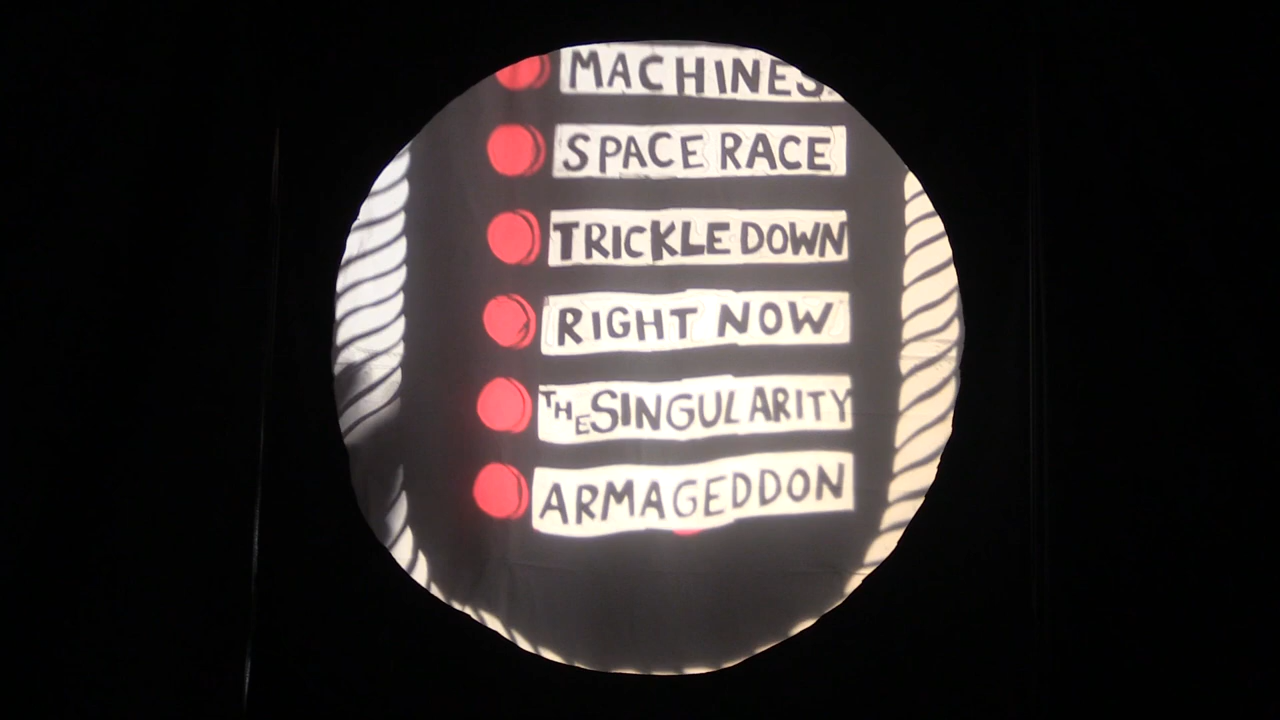 MACHINES
SPACE RACE
TRICKLE DOWN
RIGHT NOW
THE SINGULARITY
ARMAGEDDON